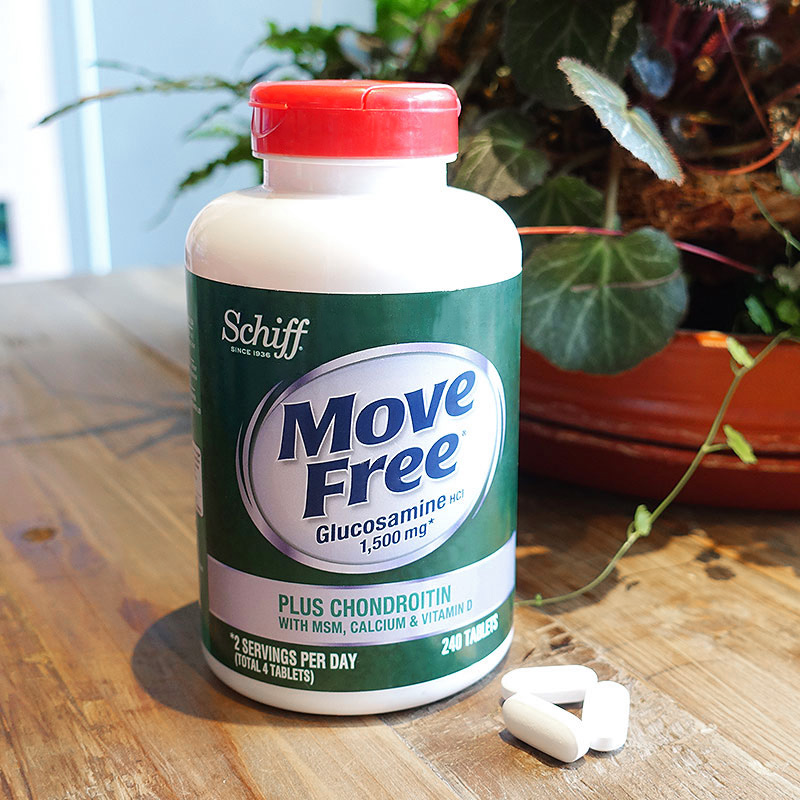 Schiff
SINCE 1936
Move
Free*
Glucosamine HCl
1,500 mg*
PLUS CHONDROITIN
WITH MSM, CALCIUM & VITAMIN D
*2 SERVINGS PER DAY
(TOTAL 4 TABLETS)
240 TABLETS